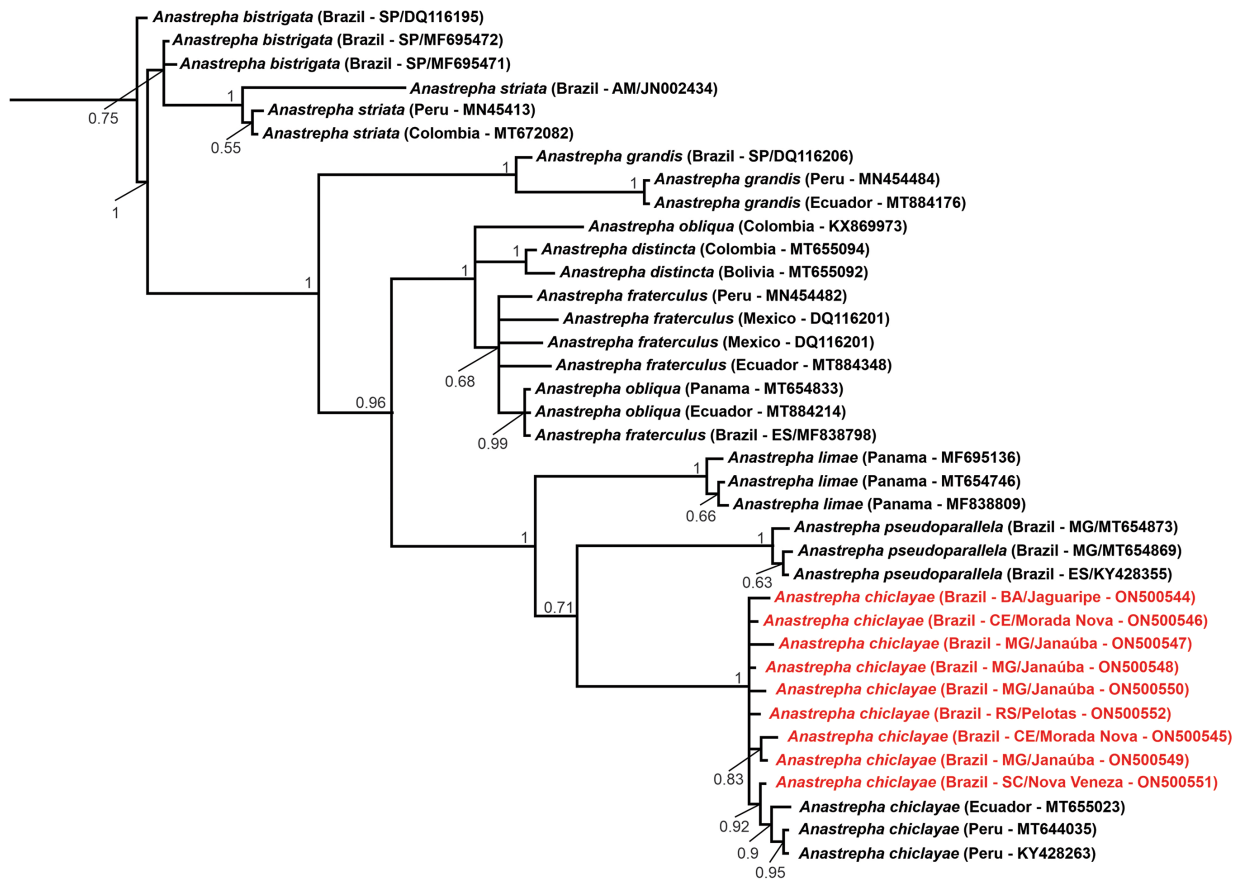 Anastrepha bistrigata (Brazil - SP/DQ116195)
Anastrepha bistrigata (Brazil - SP/MF695472)
Anastrepha bistrigata (Brazil - SP/MF695471)
Anastrepha striata (Brazil - AM/JN002434)
1
Anastrepha striata (Peru - MN45413)
0.75
Anastrepha striata (Colombia - MT672082)
0.55
Anastrepha grandis (Brazil - SP/DQ116206)
1
Anastrepha grandis (Peru - MN454484)
1
Anastrepha grandis (Ecuador - MT884176)
1
Anastrepha obliqua (Colombia - KX869973)
Anastrepha distincta (Colombia - MT655094)
1
Anastrepha distincta (Bolivia - MT655092)
1
1
Anastrepha fraterculus (Peru - MN454482)
Anastrepha fraterculus (Mexico - DQ116201)
Anastrepha fraterculus (Mexico - DQ116201)
Anastrepha fraterculus (Ecuador - MT884348)
0.68
Anastrepha obliqua (Panama - MT654833)
0.96
Anastrepha obliqua (Ecuador - MT884214)
Anastrepha fraterculus (Brazil - ES/MF838798)
0.99
Anastrepha limae (Panama - MF695136)
1
Anastrepha limae (Panama - MT654746)
Anastrepha limae (Panama - MF838809)
0.66
Anastrepha pseudoparallela (Brazil - MG/MT654873)
1
1
Anastrepha pseudoparallela (Brazil - MG/MT654869)
Anastrepha pseudoparallela (Brazil - ES/KY428355)
0.63
Anastrepha chiclayae (Brazil - BA/Jaguaripe - ON500544)
0.71
Anastrepha chiclayae (Brazil - CE/Morada Nova - ON500546)
Anastrepha chiclayae (Brazil - MG/Janaúba - ON500547)
Anastrepha chiclayae (Brazil - MG/Janaúba - ON500548)
1
Anastrepha chiclayae (Brazil - MG/Janaúba - ON500550)
Anastrepha chiclayae (Brazil - RS/Pelotas - ON500552)
Anastrepha chiclayae (Brazil - CE/Morada Nova - ON500545)
Anastrepha chiclayae (Brazil - MG/Janaúba - ON500549)
0.83
Anastrepha chiclayae (Brazil - SC/Nova Veneza - ON500551)
Anastrepha chiclayae (Ecuador - MT655023)
0.92
Anastrepha chiclayae (Peru - MT644035)
0.9
Anastrepha chiclayae (Peru - KY428263)
0.95